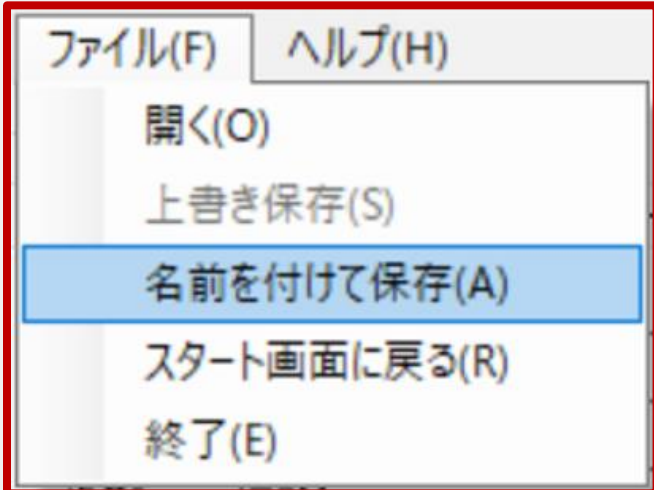 ファイル(F) ヘルプ(H)
開く(O)
上書き保存(S)
名前を付けて保存(A)
スタート画面に戻る(R)
終了(E)